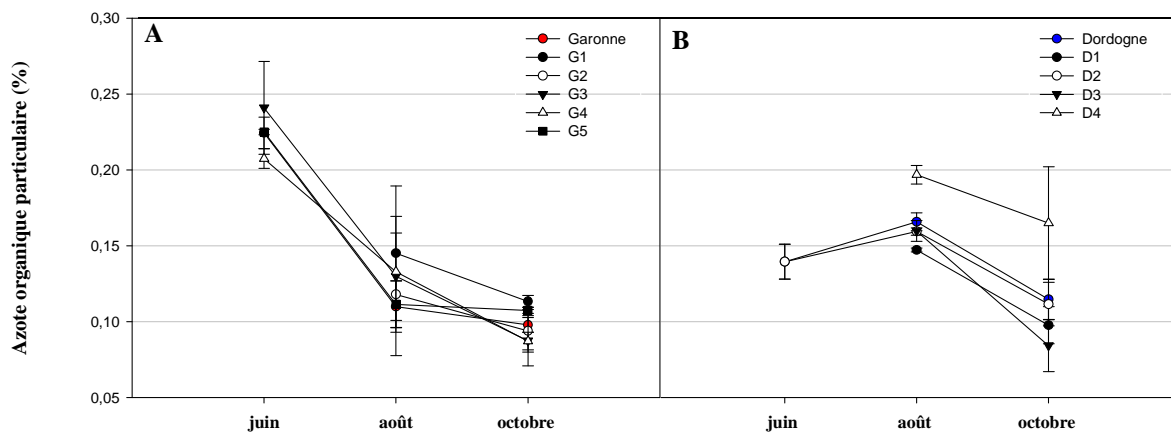 Azote organique particulaire (%)
0,30
0,25
0,20
0,15
0,10
0,05
A
Garonne
G1
G2
G3
G4
G5
juin
août
octobre
B
Dordogne
D1
D2
D3
D4
juin
août
octobre